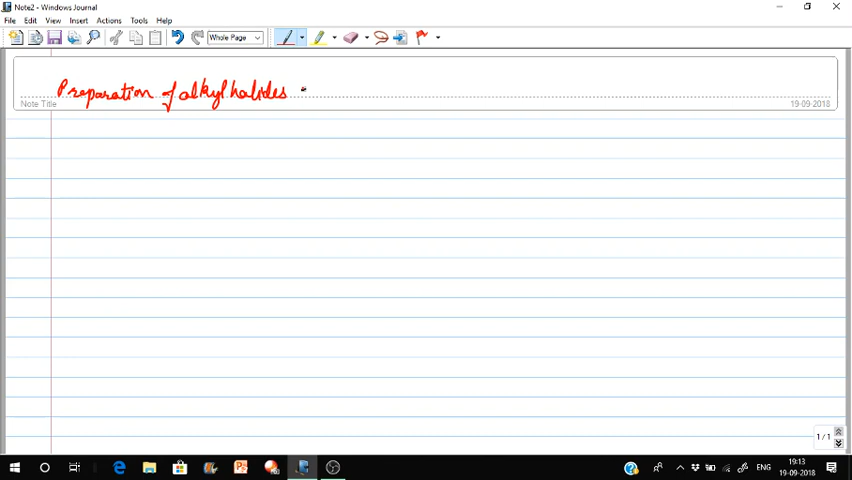 Note2 - Windows Journal
File Edit View Insert Actions Tools Help
Whole Page
Preparation of alkyl halides
Note Title
19-09-2018
1/1
ENG
19:13
19-09-2018